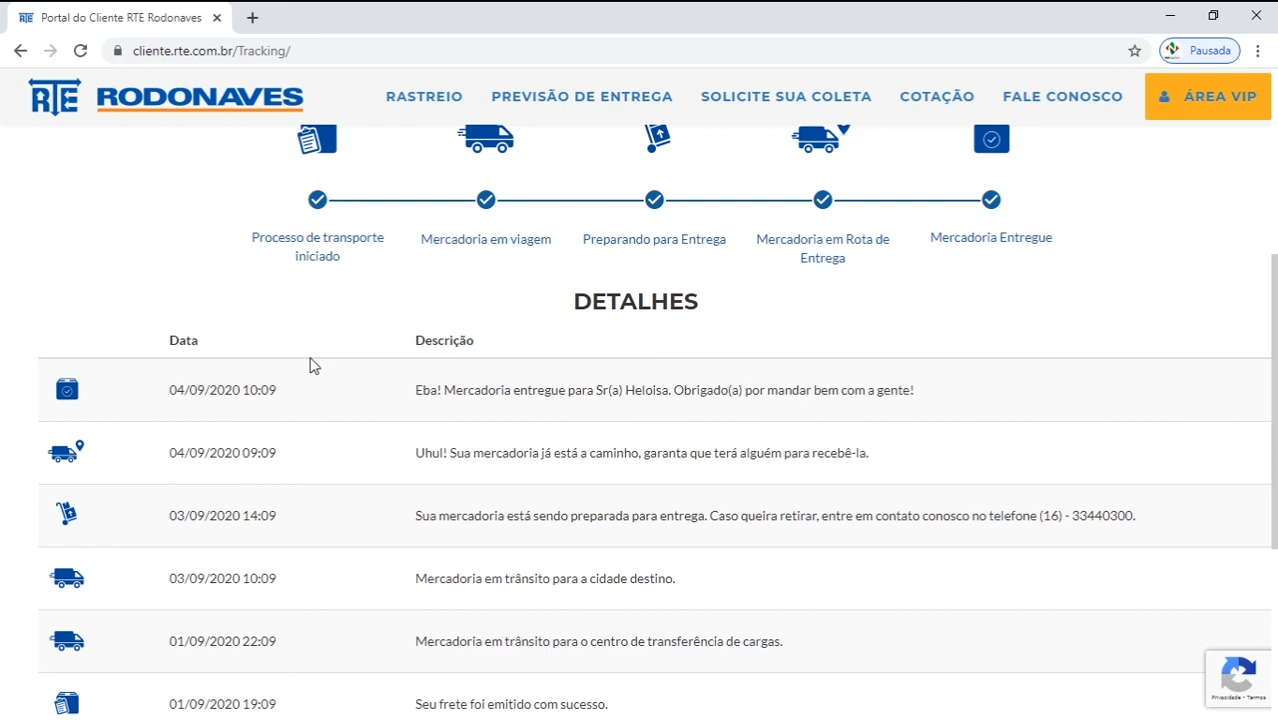 RTE Portal do Cliente RTE Rodonaves
cliente.rte.com.br/Tracking/
Pausada
RTE RODONAVES
RASTREIO
PREVISÃO DE ENTREGA
SOLICITE SUA COLETA
COTAÇÃO
FALE CONOSCO
ÁREA VIP
Processo de transporte
iniciado
Mercadoria em viagem
Preparando para Entrega
Mercadoria em Rota de
Entrega
Mercadoria Entregue
DETALHES
Data Descrição
04/09/2020 10:09 Eba! Mercadoria entregue para Sr(a) Heloisa. Obrigado(a) por mandar bem com a gente!
04/09/2020 09:09 Uhul! Sua mercadoria já está a caminho, garanta que terá alguém para recebê-la.
03/09/2020 14:09 Sua mercadoria está sendo preparada para entrega. Caso queira retirar, entre em contato conosco no telefone (16) - 33440300.
03/09/2020 10:09 Mercadoria em trânsito para a cidade destino.
01/09/2020 22:09 Mercadoria em trânsito para o centro de transferência de cargas.
01/09/2020 19:09 Seu frete foi emitido com sucesso.
Privacidade - Termos